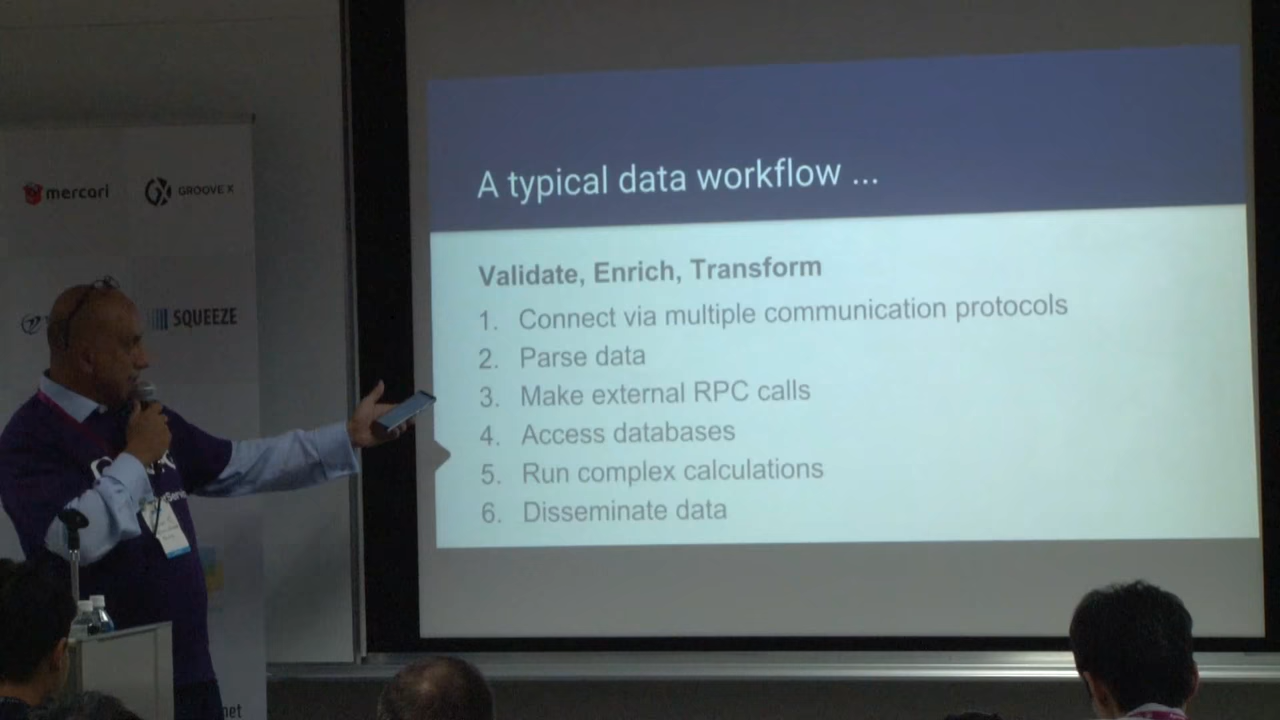 mercari
GROOVE X
SQUEEZE
A typical data workflow ...
Validate, Enrich, Transform
1. Connect via multiple communication protocols
2. Parse data
3. Make external RPC calls
4. Access databases
5. Run complex calculations
6. Disseminate data
net